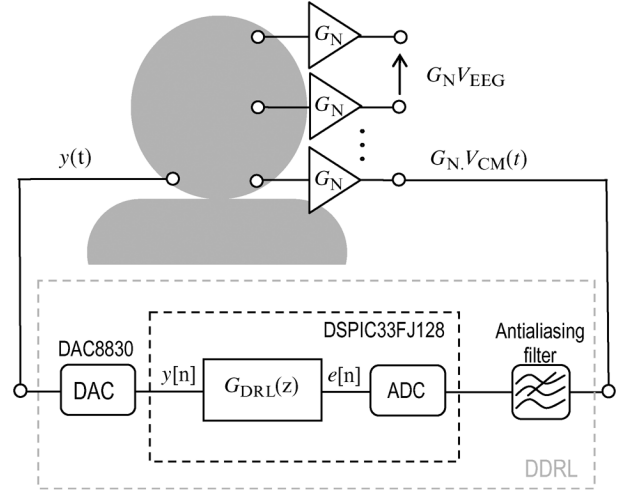 G_N
G_N V_EEG
G_N
y(t)
G_N
G_N.V_CM(t)
DSPIC33FJ128
Antialiasing
filter
DAC8830
DAC
y[n]
G_DRL(z)
e[n]
ADC
DDRL